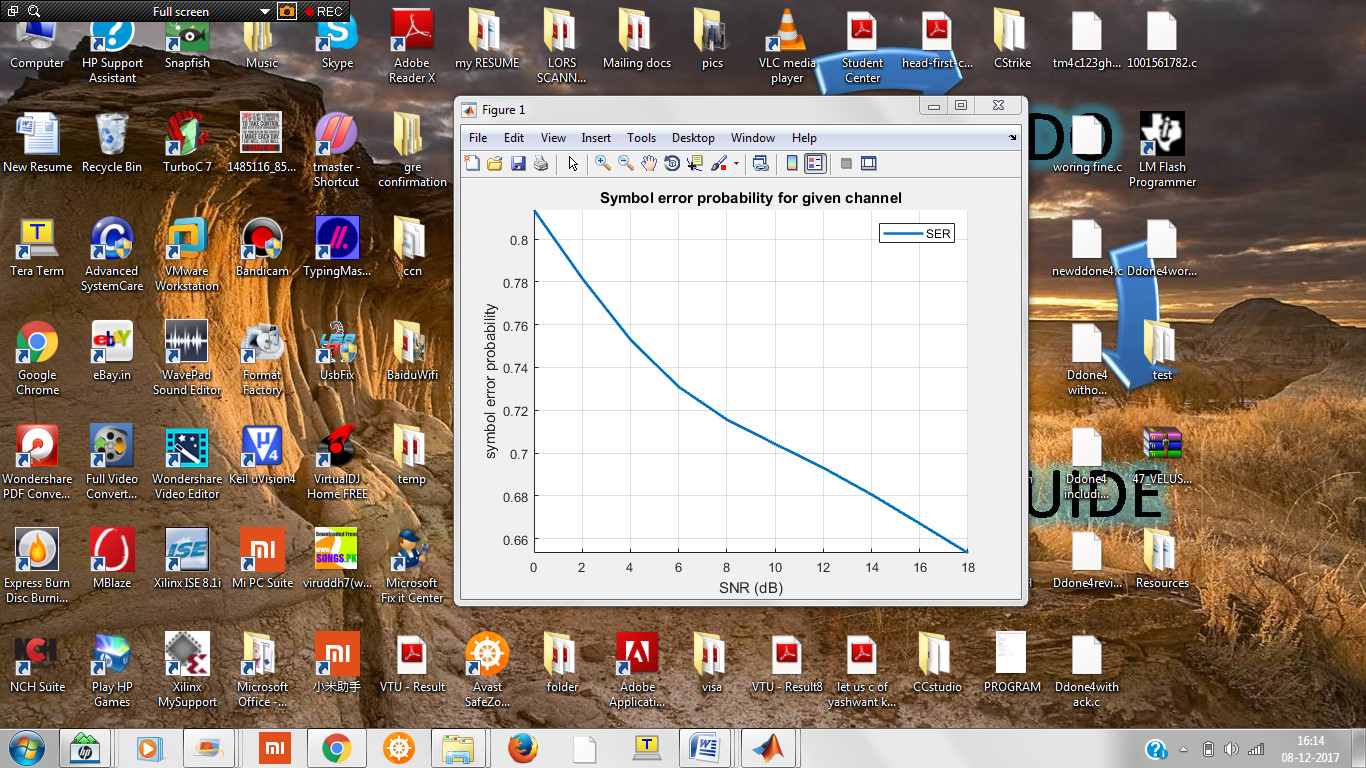 Full screen
REC
Computer
HP Support
Assistant
Snapfish
Music
Skype
Adobe
Reader X
my RESUME
LORS
SCANN...
Mailing docs
pics
VLC media
player
Student
Center
head-first-c...
CStrike
tm4c123gh...
1001561782.c
Figure 1
File Edit View Insert Tools Desktop Window Help
New Resume
Recycle Bin
TurboC 7
1485116_85...
tmaster -
Shortcut
gre
confirmation
DO
woring fine.c
LM Flash
Programmer
Symbol error probability for given channel
SER
0.8
0.78
0.76
0.74
0.72
0.7
0.68
0.66
symbol error probability
0 2 4 6 8 10 12 14 16 18
SNR (dB)
Tera Term
Advanced
SystemCare
VMware
Workstation
Bandicam
TypingMas...
ccn
newddone4.c
Ddone4wor...
Google
Chrome
ebY
eBay.in
WavePad
Sound Editor
Format
Factory
UsbFix
BaiduWifi
Ddone4
witho...
test
Wondershare
PDF Conve...
Full Video
Convert...
Wondershare
Video Editor
Keil uVision4
VirtualDJ
Home FREE
temp
Ddone4
includi...
47_VELUS...
UIDE
Express Burn
Disc Burni...
MBlaze
ISE
Xilinx ISE 8.1i
Mi PC Suite
Downloaded From
www.
SONGS.PK
viruddh7(w...
Microsoft
Fix it Center
Ddone4revi...
Resources
NCH
NCH Suite
Play HP
Games
Xilinx
MySupport
Microsoft
Office -...
小米助手
VTU - Result
Avast
SafeZo...
folder
Adobe
Applicati...
visa
VTU - Result8
let us c of
yashwant k...
CCstudio
PROGRAM
Ddone4with
ack.c
16:14
08-12-2017